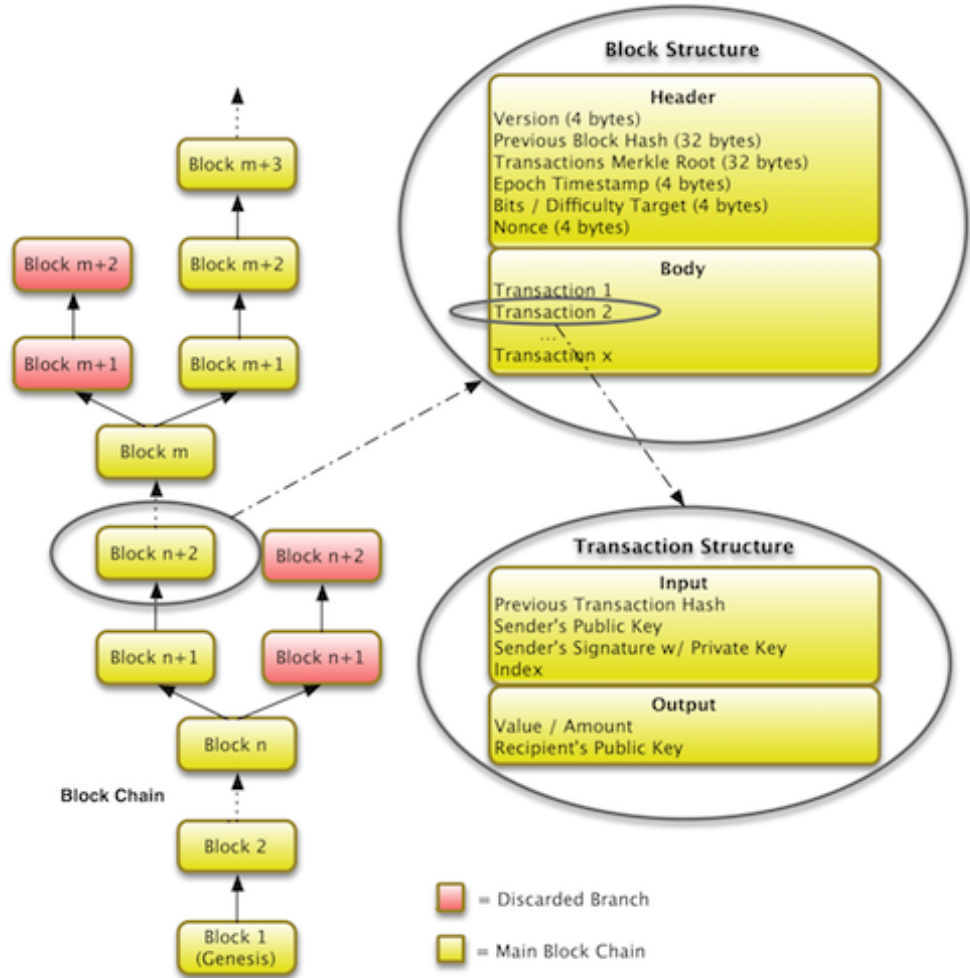 Block Structure
Header
Version (4 bytes)
Previous Block Hash (32 bytes)
Transactions Merkle Root (32 bytes)
Epoch Timestamp (4 bytes)
Bits / Difficulty Target (4 bytes)
Nonce (4 bytes)
Body
Transaction 1
Transaction 2
...
Transaction x
Block m+3
Block m+2
Block m+2
Block m+1
Block m+1
Block m
Block n+2
Block n+2
Block n+1
Block n+1
Block n
Block Chain
Block 2
Block 1
(Genesis)
Transaction Structure
Input
Previous Transaction Hash
Sender's Public Key
Sender's Signature w/ Private Key
Index
Output
Value / Amount
Recipient's Public Key
= Discarded Branch
= Main Block Chain